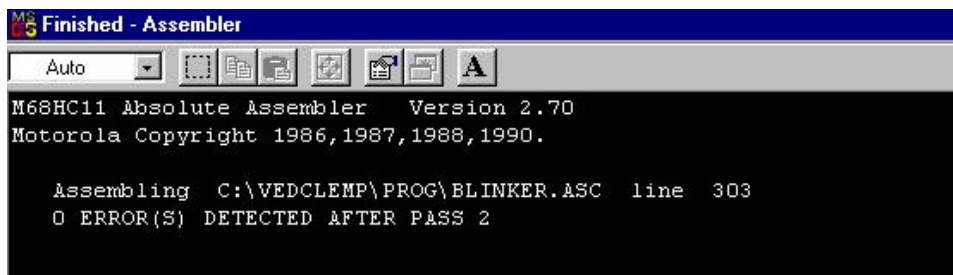 Finished - Assembler
Auto
A
M68HC11 Absolute Assembler   Version 2.70
Motorola Copyright 1986,1987,1988,1990.
Assembling  C:\VEDCLEMP\PROG\BLINKER.ASC  line  303
0 ERROR(S) DETECTED AFTER PASS 2